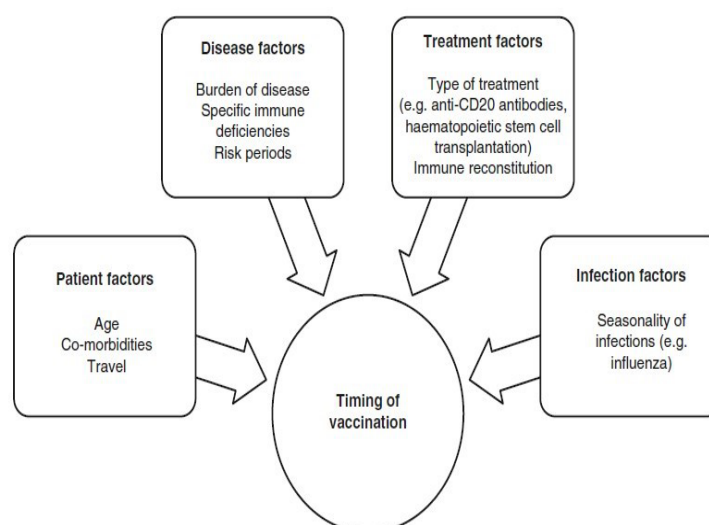 Disease factors
Burden of disease
Specific immune
deficiencies
Risk periods
Treatment factors
Type of treatment
(e.g. anti-CD20 antibodies,
haematopoietic stem cell
transplantation)
Immune reconstitution
Patient factors
Age
Co-morbidities
Travel
Infection factors
Seasonality of
infections (e.g.
influenza)
Timing of
vaccination